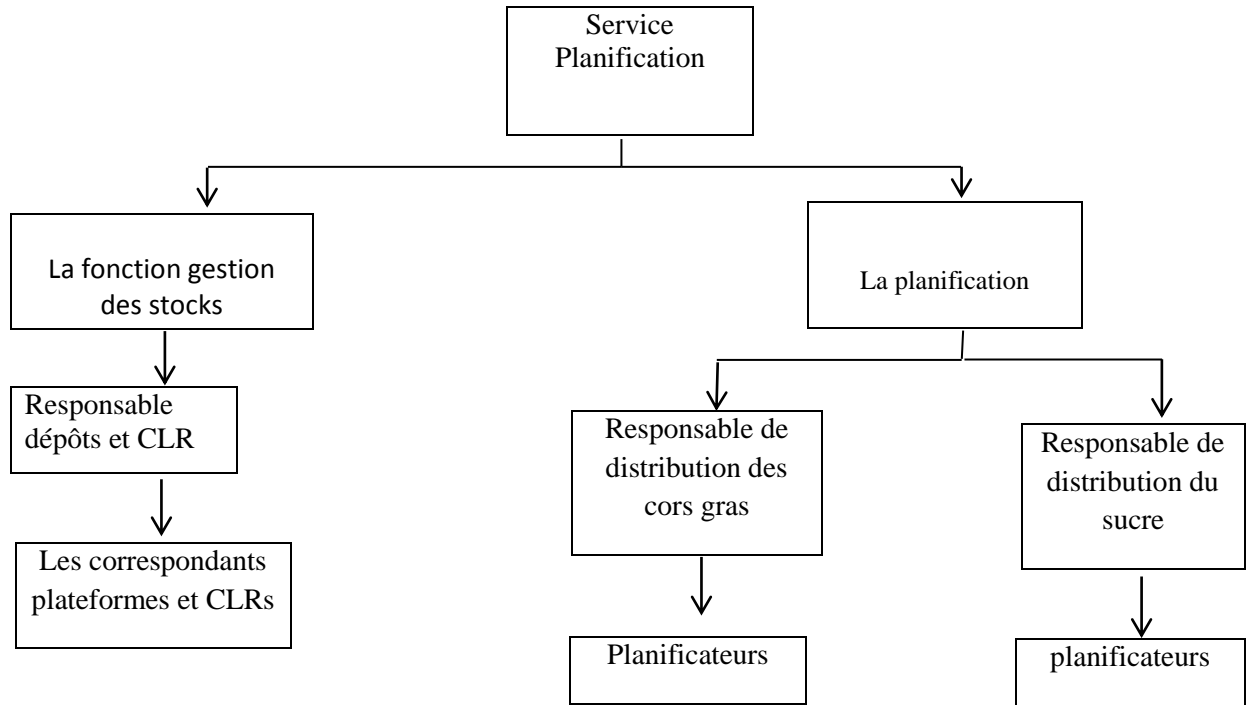 Service
Planification
La fonction gestion
des stocks
La planification
Responsable
dépôts et CLR
Responsable de
distribution des
cors gras
Responsable de
distribution du
sucre
Les correspondants
plateformes et CLRs
Planificateurs
planificateurs